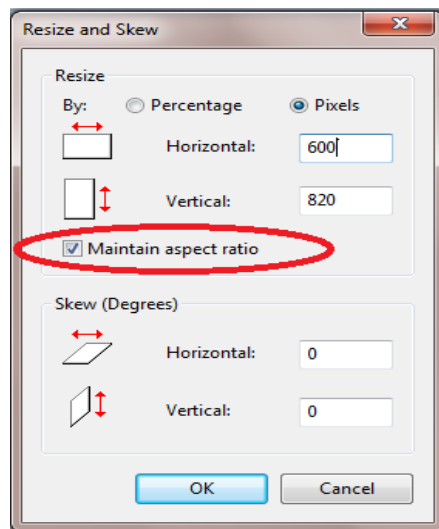 Resize and Skew
Resize
By: Percentage Pixels
Horizontal: 600
Vertical: 820
Maintain aspect ratio
Skew (Degrees)
Horizontal: 0
Vertical: 0
OK Cancel